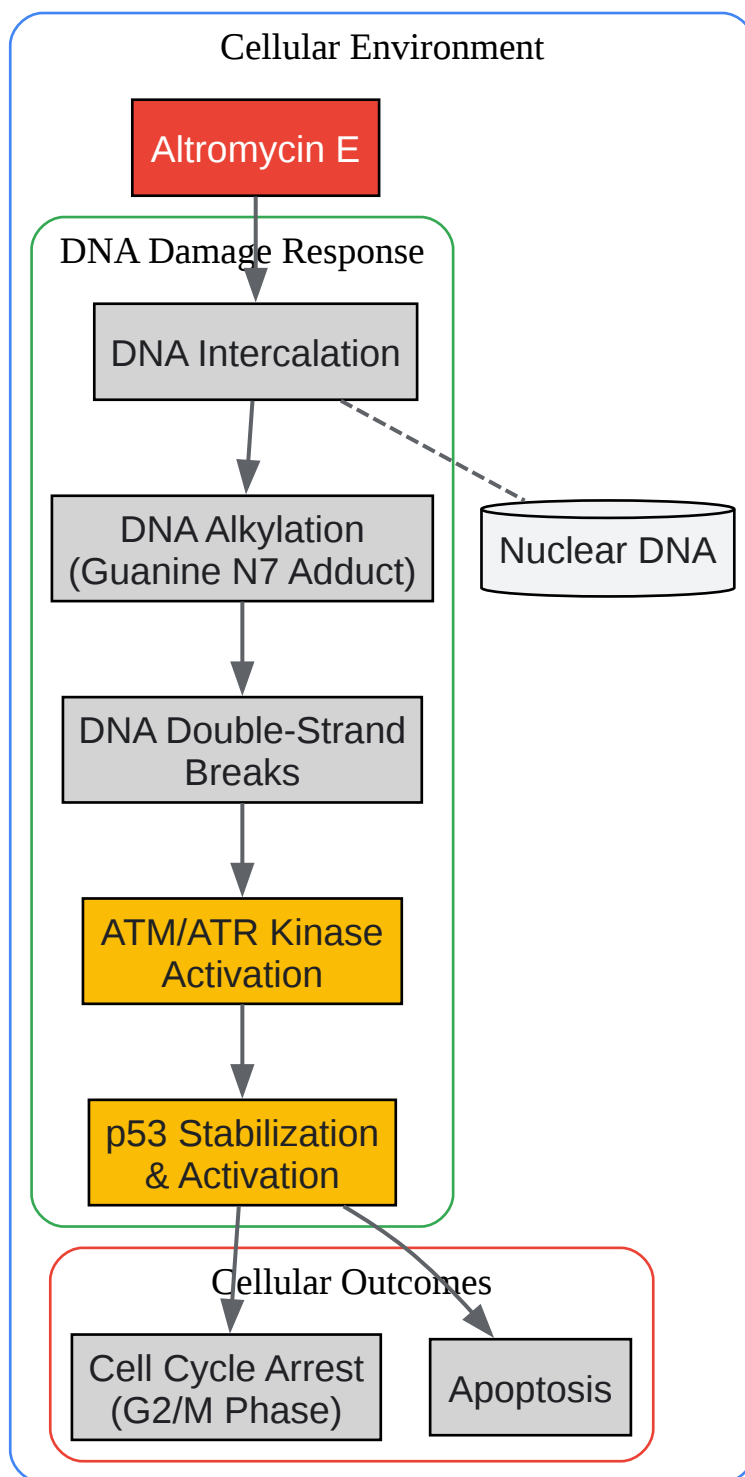 Cellular Environment
Altromycin E
DNA Damage Response
DNA Intercalation
DNA Alkylation
(Guanine N7 Adduct)
Nuclear DNA
DNA Double-Strand
Breaks
ATM/ATR Kinase
Activation
p53 Stabilization
& Activation
Cellular Outcomes
Cell Cycle Arrest
(G2/M Phase)
Apoptosis